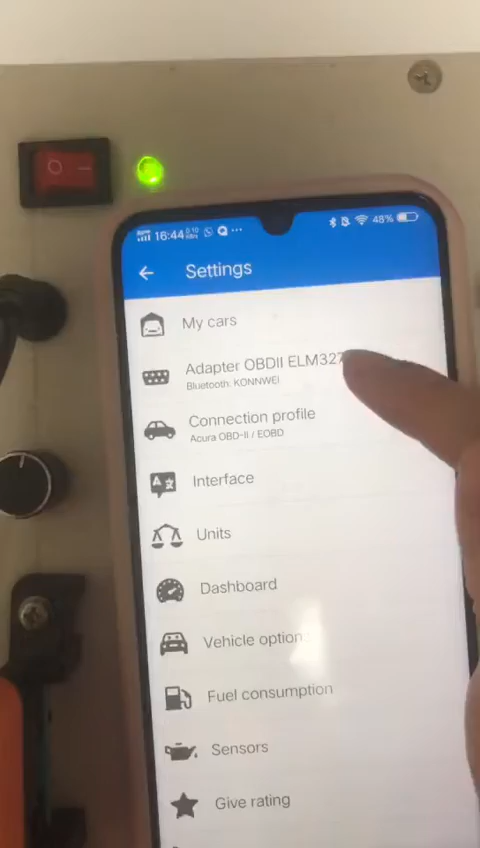 16:44
48%
Settings
My cars
Adapter OBDII ELM327
Bluetooth: KONNWEI
Connection profile
Acura OBD-II / EOBD
Interface
Units
Dashboard
Vehicle option
Fuel consumption
Sensors
Give rating